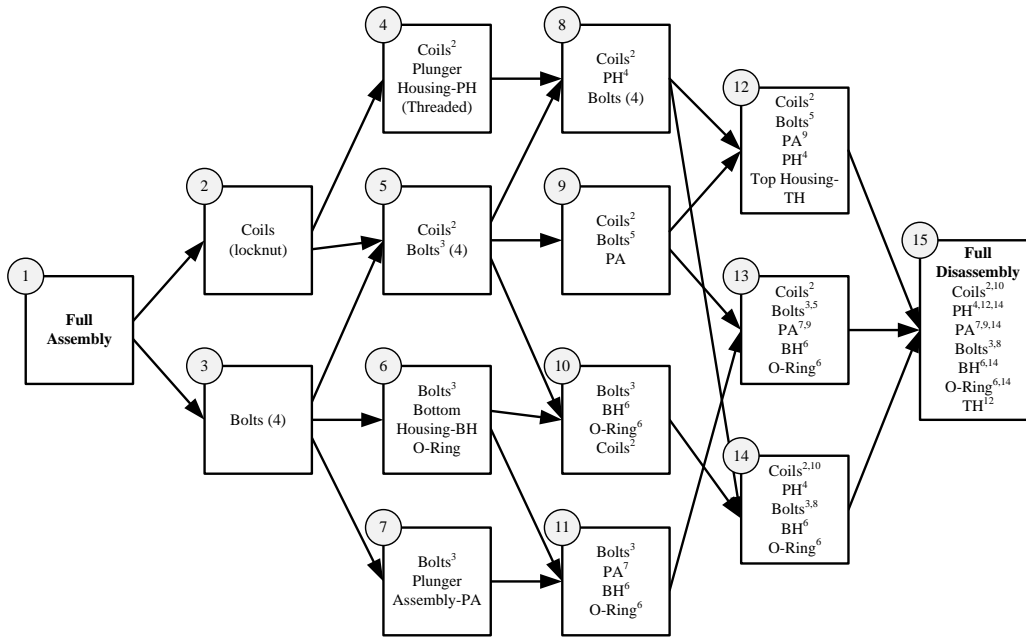 1
Full
Assembly
2
Coils
(locknut)
3
Bolts (4)
4
Coils²
Plunger
Housing-PH
(Threaded)
5
Coils²
Bolts³ (4)
6
Bolts³
Bottom
Housing-BH
O-Ring
7
Bolts³
Plunger
Assembly-PA
8
Coils²
PH⁴
Bolts (4)
9
Coils²
Bolts⁵
PA
10
Bolts³
BH⁶
O-Ring⁶
Coils²
11
Bolts³
PA⁷
BH⁶
O-Ring⁶
12
Coils²
Bolts⁵
PA⁹
PH⁴
Top Housing-
TH
13
Coils²
Bolts³,⁵
PA⁷,⁹
BH⁶
O-Ring⁶
14
Coils²,¹⁰
PH⁴
Bolts³,⁸
BH⁶
O-Ring⁶
15
Full
Disassembly
Coils²,¹⁰
PH⁴,¹²,¹⁴
PA⁷,⁹,¹⁴
Bolts³,⁸
BH⁶,¹⁴
O-Ring⁶,¹⁴
TH¹²